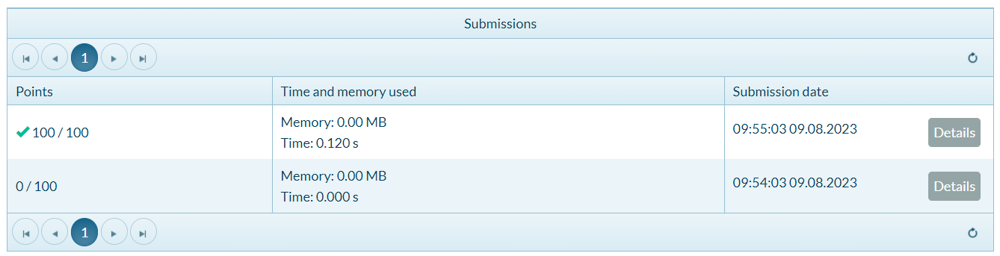 Submissions
1
Points Time and memory used Submission date
100 / 100 Memory: 0.00 MB 09:55:03 09.08.2023 Details
Time: 0.120 s
0 / 100 Memory: 0.00 MB 09:54:03 09.08.2023 Details
Time: 0.000 s
1